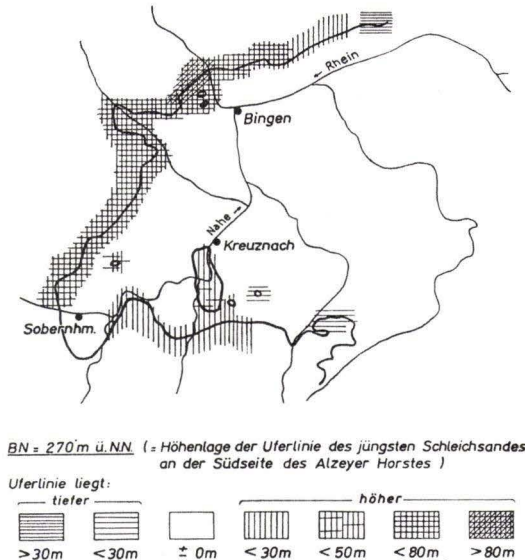 ← Rhein
Bingen
Nahe →
Kreuznach
Sobernhm.
BN = 270 m ü.N.N. ( = Höhenlage der Uferlinie des jüngsten Schleichsandes
an der Südseite des Alzeyer Horstes )
Uferlinie liegt:
tiefer höher
>30m <30m ± 0m <30m <50m <80m >80m